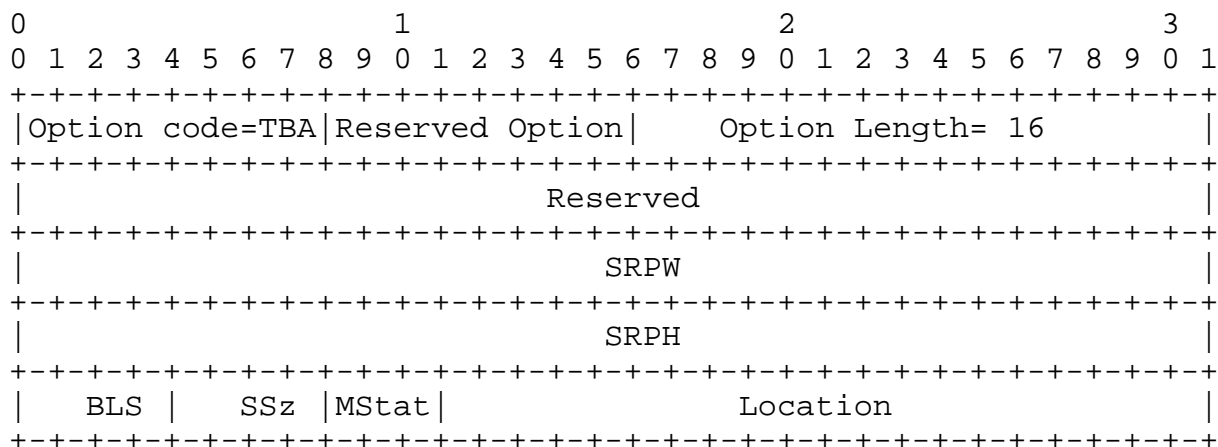 0                   1                   2                   3
0 1 2 3 4 5 6 7 8 9 0 1 2 3 4 5 6 7 8 9 0 1 2 3 4 5 6 7 8 9 0 1
+-+-+-+-+-+-+-+-+-+-+-+-+-+-+-+-+-+-+-+-+-+-+-+-+-+-+-+-+-+-+-+
|Option code=TBA|Reserved Option|    Option Length= 16        |
+-+-+-+-+-+-+-+-+-+-+-+-+-+-+-+-+-+-+-+-+-+-+-+-+-+-+-+-+-+-+-+
|                           Reserved                          |
+-+-+-+-+-+-+-+-+-+-+-+-+-+-+-+-+-+-+-+-+-+-+-+-+-+-+-+-+-+-+-+
|                              SRPW                           |
+-+-+-+-+-+-+-+-+-+-+-+-+-+-+-+-+-+-+-+-+-+-+-+-+-+-+-+-+-+-+-+
|                              SRPH                           |
+-+-+-+-+-+-+-+-+-+-+-+-+-+-+-+-+-+-+-+-+-+-+-+-+-+-+-+-+-+-+-+
|   BLS |   SSz |MStat|               Location                |
+-+-+-+-+-+-+-+-+-+-+-+-+-+-+-+-+-+-+-+-+-+-+-+-+-+-+-+-+-+-+-+